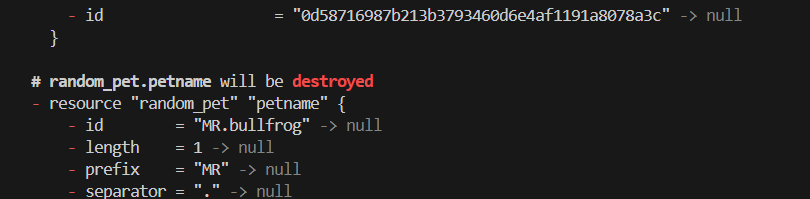 - id = "0d58716987b213b3793460d6e4af1191a8078a3c" -> null
}
# random_pet.petname will be destroyed
- resource "random_pet" "petname" {
- id = "MR.bullfrog" -> null
- length = 1 -> null
- prefix = "MR" -> null
- separator = "." -> null